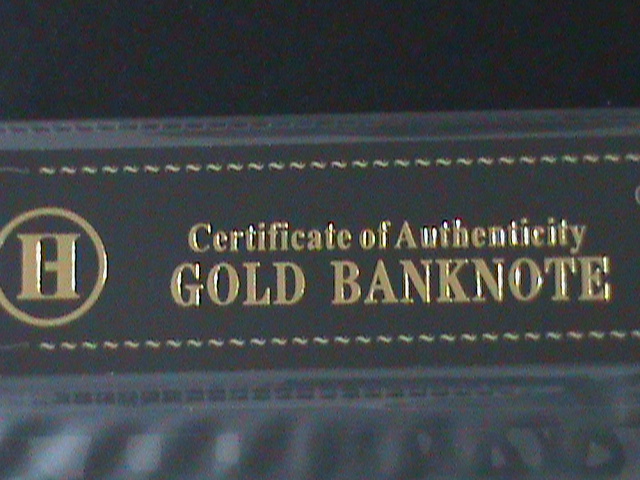 H
Certificate of Authenticity
GOLD BANKNOTE